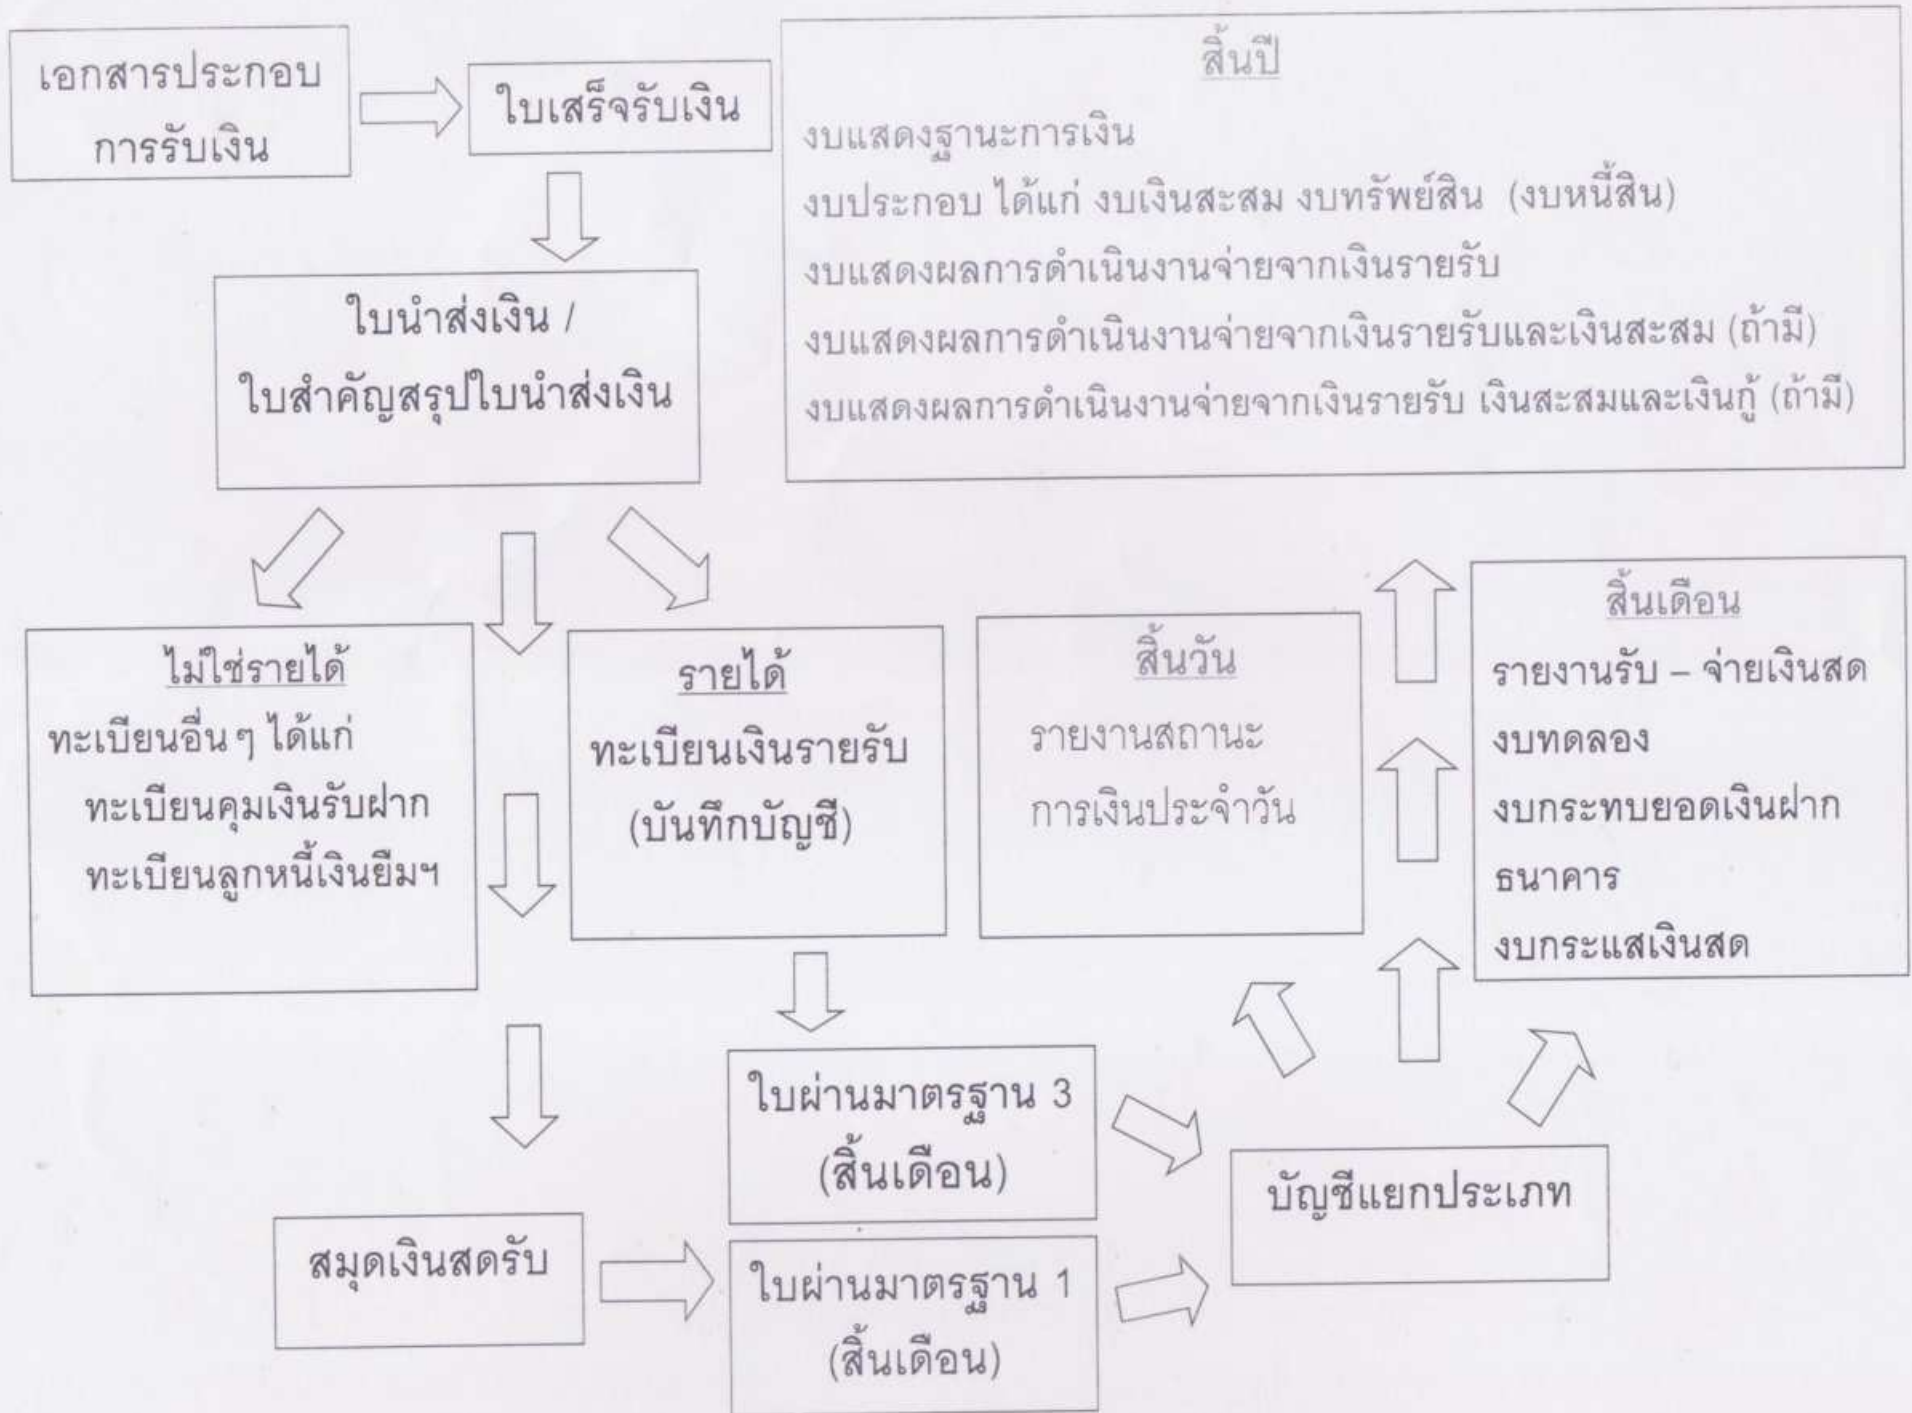 เอกสารประกอบ
การรับเงิน
ใบเสร็จรับเงิน
สิ้นปี
งบแสดงฐานะการเงิน
งบประกอบ ได้แก่ งบเงินสะสม งบทรัพย์สิน (งบหนี้สิน)
งบแสดงผลการดำเนินงานจ่ายจากเงินรายรับ
งบแสดงผลการดำเนินงานจ่ายจากเงินรายรับและเงินสะสม (ถ้ามี)
งบแสดงผลการดำเนินงานจ่ายจากเงินรายรับ เงินสะสมและเงินกู้ (ถ้ามี)
ใบนำส่งเงิน /
ใบสำคัญสรุปใบนำส่งเงิน
ไม่ใช่รายได้
ทะเบียนอื่นๆ ได้แก่
ทะเบียนคุมเงินรับฝาก
ทะเบียนลูกหนี้เงินยืมฯ
รายได้
ทะเบียนเงินรายรับ
(บันทึกบัญชี)
สิ้นวัน
รายงานสถานะ
การเงินประจำวัน
สิ้นเดือน
รายงานรับ – จ่ายเงินสด
งบทดลอง
งบกระทบยอดเงินฝาก
ธนาคาร
งบกระแสเงินสด
ใบผ่านมาตรฐาน 3
(สิ้นเดือน)
บัญชีแยกประเภท
สมุดเงินสดรับ
ใบผ่านมาตรฐาน 1
(สิ้นเดือน)